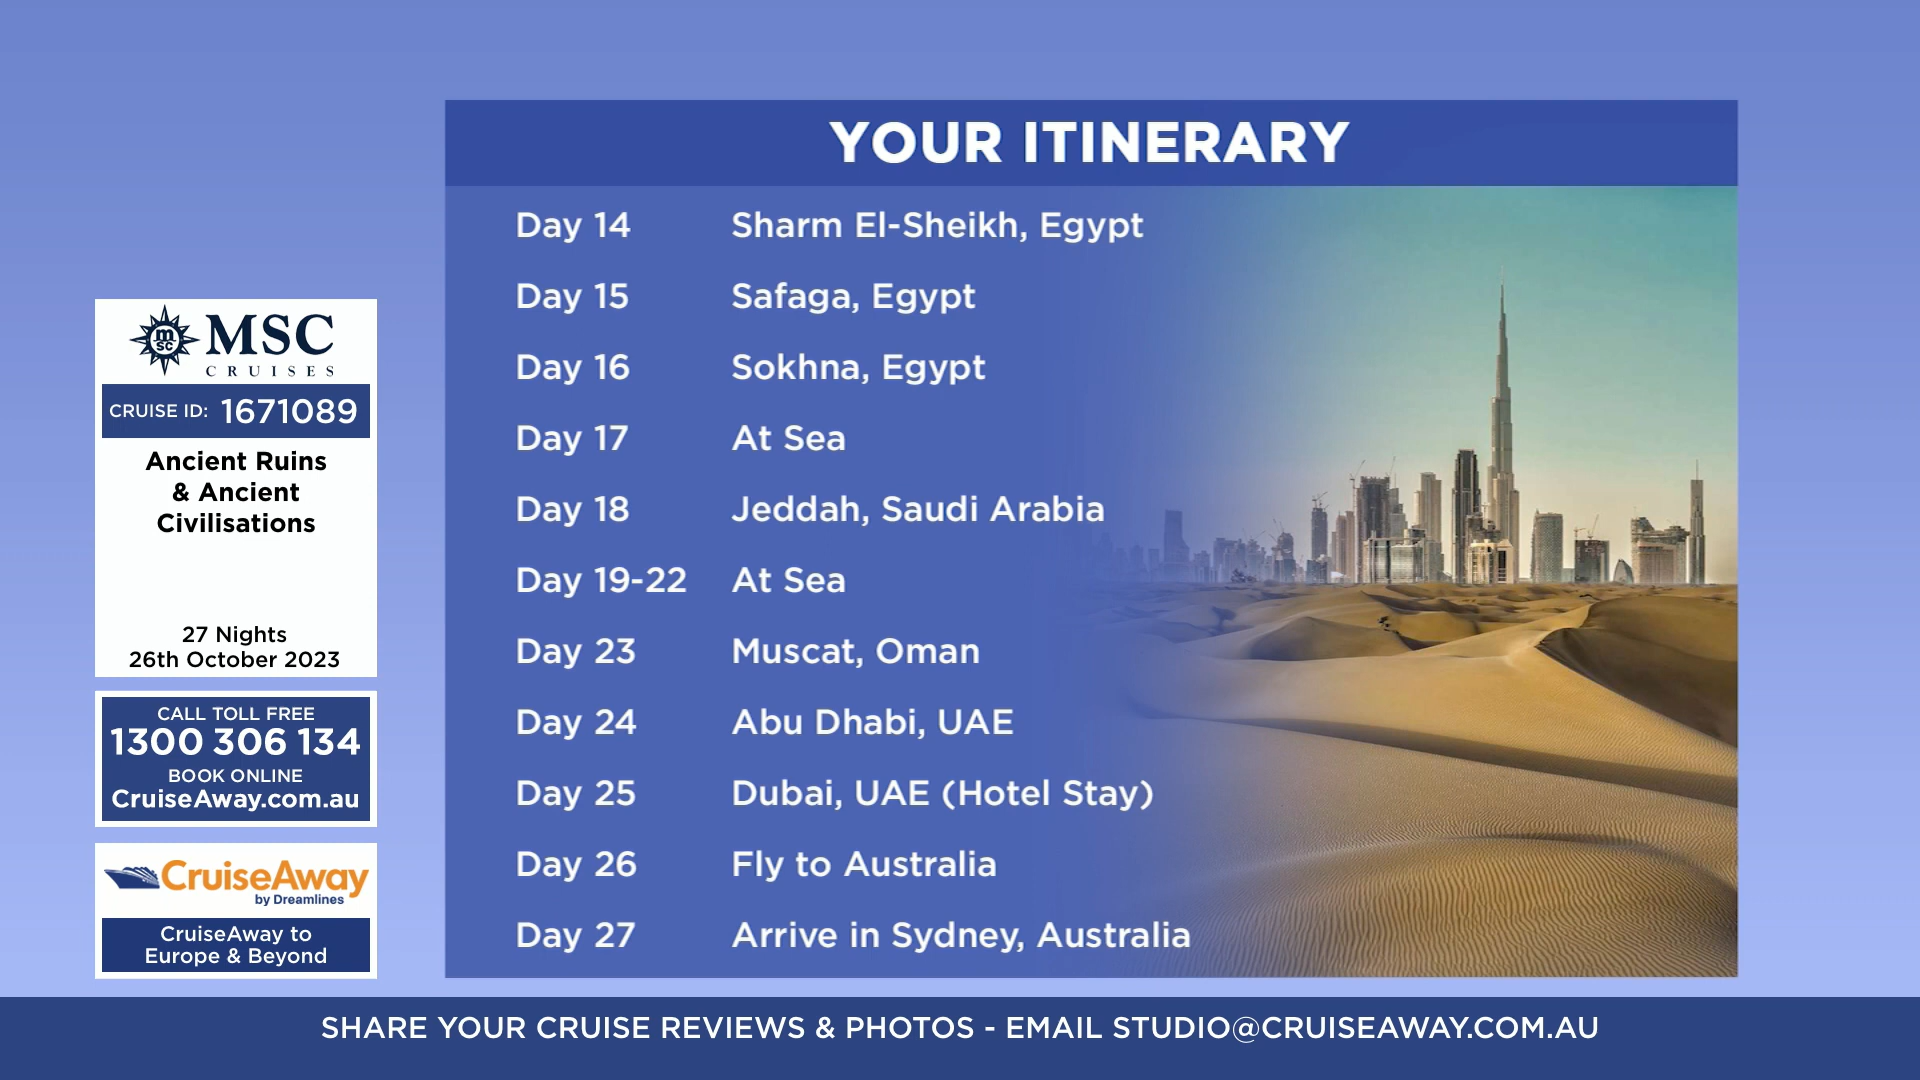 YOUR ITINERARY
Day 14 Sharm El-Sheikh, Egypt
Day 15 Safaga, Egypt
Day 16 Sokhna, Egypt
Day 17 At Sea
Day 18 Jeddah, Saudi Arabia
Day 19-22 At Sea
Day 23 Muscat, Oman
Day 24 Abu Dhabi, UAE
Day 25 Dubai, UAE (Hotel Stay)
Day 26 Fly to Australia
Day 27 Arrive in Sydney, Australia
m
sc
MSC
CRUISES
CRUISE ID: 1671089
Ancient Ruins
& Ancient
Civilisations
27 Nights
26th October 2023
CALL TOLL FREE
1300 306 134
BOOK ONLINE
CruiseAway.com.au
CruiseAway
by Dreamlines
CruiseAway to
Europe & Beyond
SHARE YOUR CRUISE REVIEWS & PHOTOS - EMAIL STUDIO@CRUISEAWAY.COM.AU